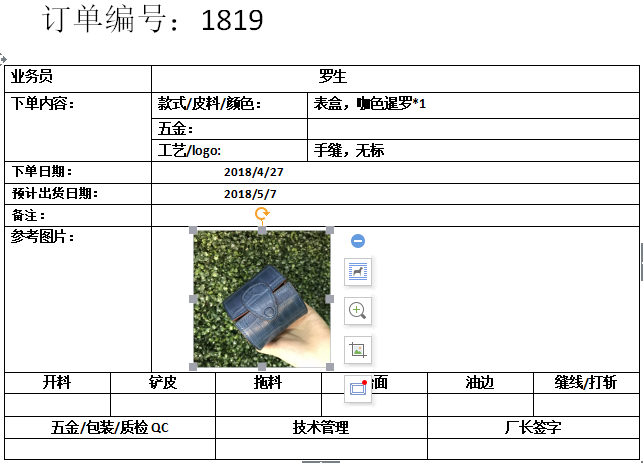 订单编号：1819
业务员 罗生
下单内容： 款式/皮料/颜色： 表盒，咖色暹罗*1
五金：
工艺/logo: 手缝，无标
下单日期： 2018/4/27
预计出货日期： 2018/5/7
备注：
参考图片：
开料 铲皮 拖料 面 油边 缝线/打斩
五金/包装/质检 QC 技术管理 厂长签字